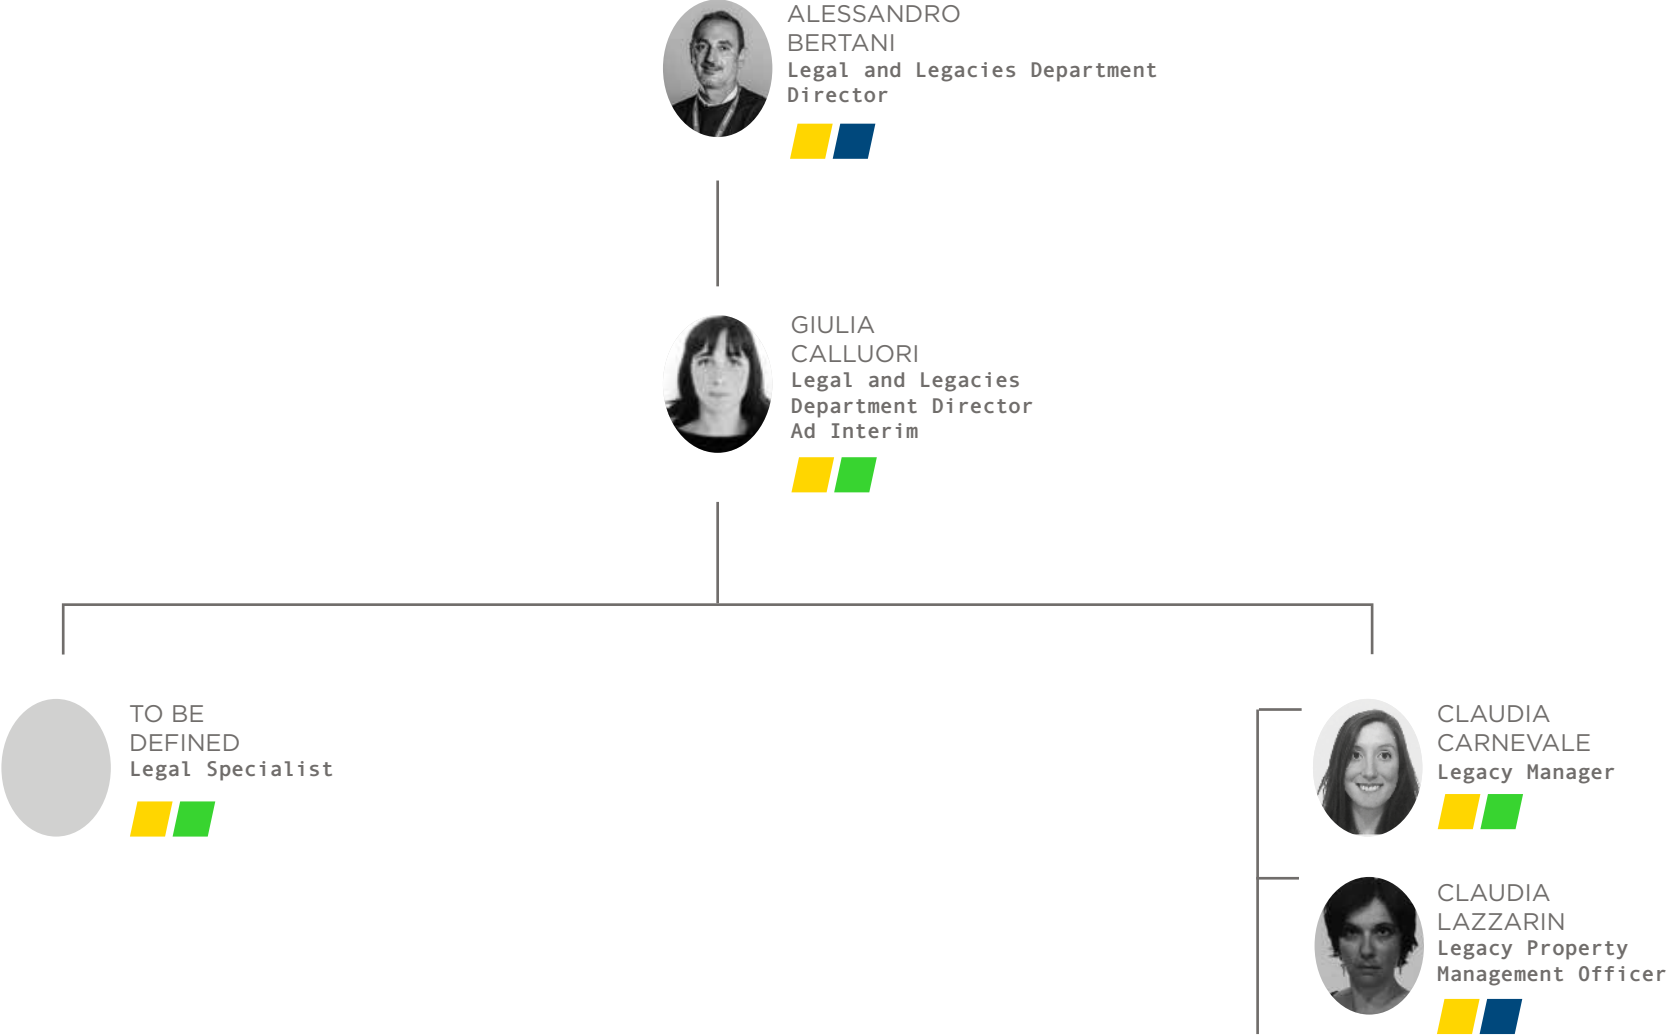 ALESSANDRO
BERTANI
Legal and Legacies Department
Director
GIULIA
CALLUORI
Legal and Legacies
Department Director
Ad Interim
TO BE
DEFINED
Legal Specialist
CLAUDIA
CARNEVALE
Legacy Manager
CLAUDIA
LAZZARIN
Legacy Property
Management Officer